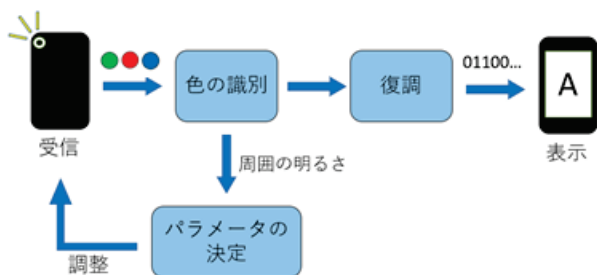 色の識別
復調
01100...
A
受信
表示
周囲の明るさ
パラメータの
決定
調整